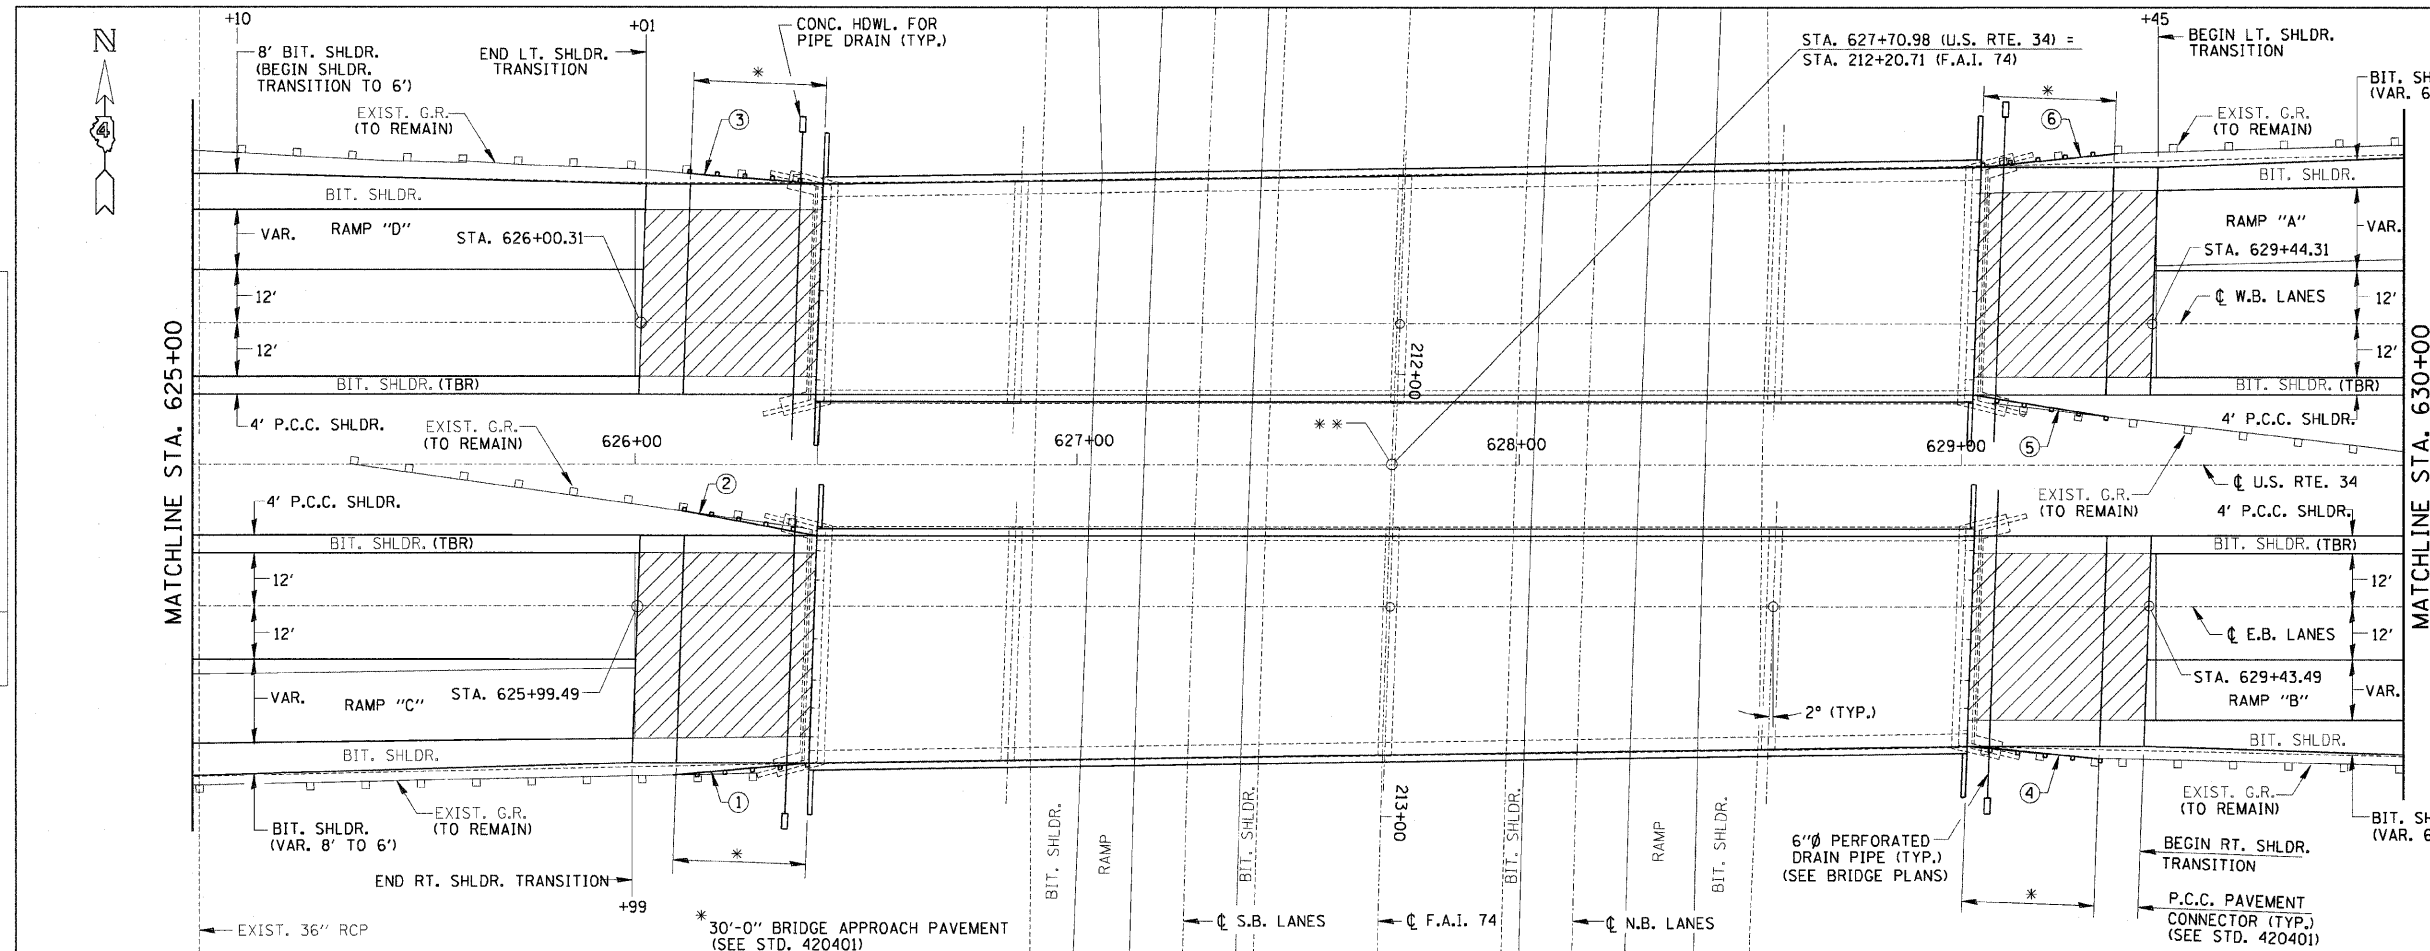 +10
+01
+45
N
4
8' BIT. SHLDR.
(BEGIN SHLDR.
TRANSITION TO 6')
END LT. SHLDR.
TRANSITION
CONC. HDWL. FOR
PIPE DRAIN (TYP.)
STA. 627+70.98 (U.S. RTE. 34) =
STA. 212+20.71 (F.A.I. 74)
BEGIN LT. SHLDR.
TRANSITION
EXIST. G.R.
(TO REMAIN)
*
3
*
6
EXIST. G.R.
(TO REMAIN)
BIT. SH
(VAR. 6
BIT. SHLDR.
BIT. SHLDR.
VAR.
RAMP "D"
STA. 626+00.31
RAMP "A"
VAR.
STA. 629+44.31
12'
12'
℄ W.B. LANES
12'
12'
212+00
MATCHLINE STA. 625+00
MATCHLINE STA. 630+00
BIT. SHLDR. (TBR)
BIT. SHLDR. (TBR)
4' P.C.C. SHLDR.
EXIST. G.R.
(TO REMAIN)
4' P.C.C. SHLDR.
626+00
627+00
**
628+00
629+00
5
2
℄ U.S. RTE. 34
EXIST. G.R.
(TO REMAIN)
4' P.C.C. SHLDR.
4' P.C.C. SHLDR.
BIT. SHLDR. (TBR)
BIT. SHLDR. (TBR)
12'
12'
12'
12'
℄ E.B. LANES
VAR.
RAMP "C"
STA. 625+99.49
STA. 629+43.49
RAMP "B"
VAR.
2° (TYP.)
BIT. SHLDR.
BIT. SHLDR.
1
4
213+00
EXIST. G.R.
(TO REMAIN)
EXIST. G.R.
(TO REMAIN)
BIT. SHLDR.
(VAR. 8' TO 6')
BIT. SH
(VAR. 6
BIT. SHLDR.
RAMP
BIT. SHLDR.
BIT. SHLDR.
RAMP
BIT. SHLDR.
6"Ø PERFORATED
DRAIN PIPE (TYP.)
(SEE BRIDGE PLANS)
BEGIN RT. SHLDR.
TRANSITION
*
END RT. SHLDR. TRANSITION
+99
*
P.C.C. PAVEMENT
CONNECTOR (TYP.)
(SEE STD. 420401)
EXIST. 36" RCP
* 30'-0" BRIDGE APPROACH PAVEMENT
(SEE STD. 420401)
℄ S.B. LANES
℄ F.A.I. 74
℄ N.B. LANES